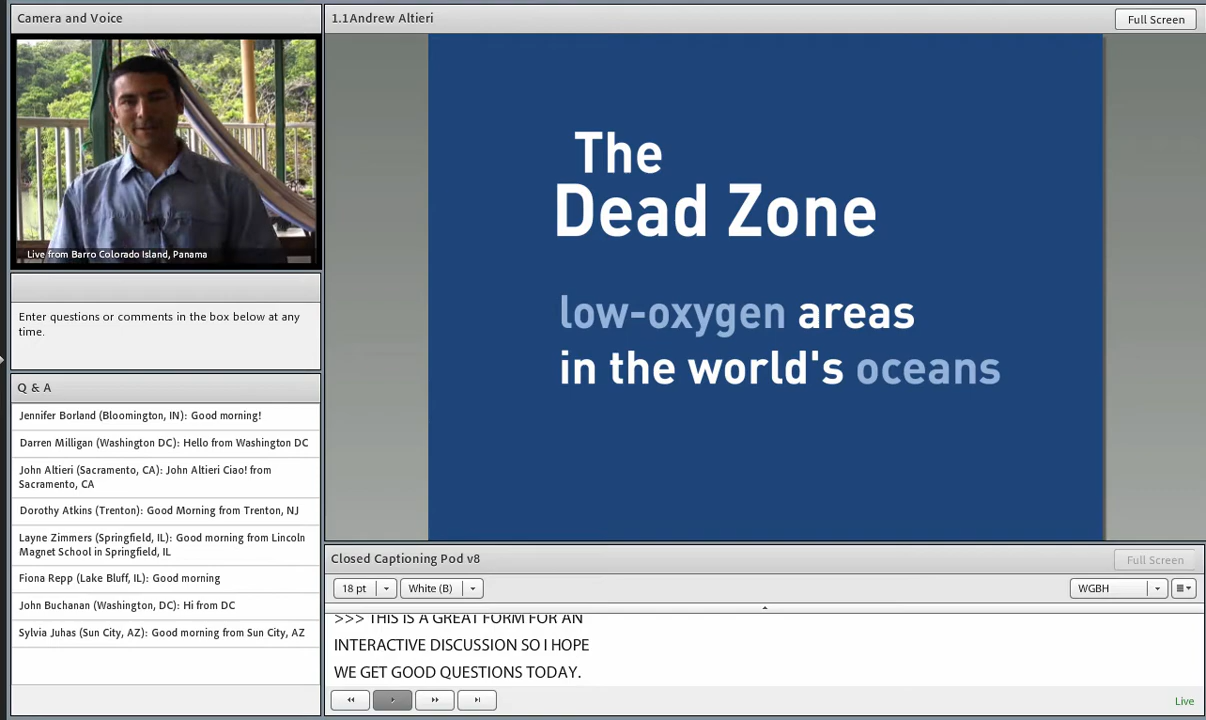 Camera and Voice
Live from Barro Colorado Island, Panama
Enter questions or comments in the box below at any
time.
Q & A
Jennifer Borland (Bloomington, IN): Good morning!
Darren Milligan (Washington DC): Hello from Washington DC
John Altieri (Sacramento, CA): John Altieri Ciao! from
Sacramento, CA
Dorothy Atkins (Trenton): Good Morning from Trenton, NJ
Layne Zimmers (Springfield, IL): Good morning from Lincoln
Magnet School in Springfield, IL
Fiona Repp (Lake Bluff, IL): Good morning
John Buchanan (Washington, DC): Hi from DC
Sylvia Juhas (Sun City, AZ): Good morning from Sun City, AZ
1.1Andrew Altieri
Full Screen
The
Dead Zone
low-oxygen areas
in the world's oceans
Closed Captioning Pod v8
Full Screen
18 pt
White (B)
WGBH
>>> THIS IS A GREAT FORM FOR AN
INTERACTIVE DISCUSSION SO I HOPE
WE GET GOOD QUESTIONS TODAY.
Live